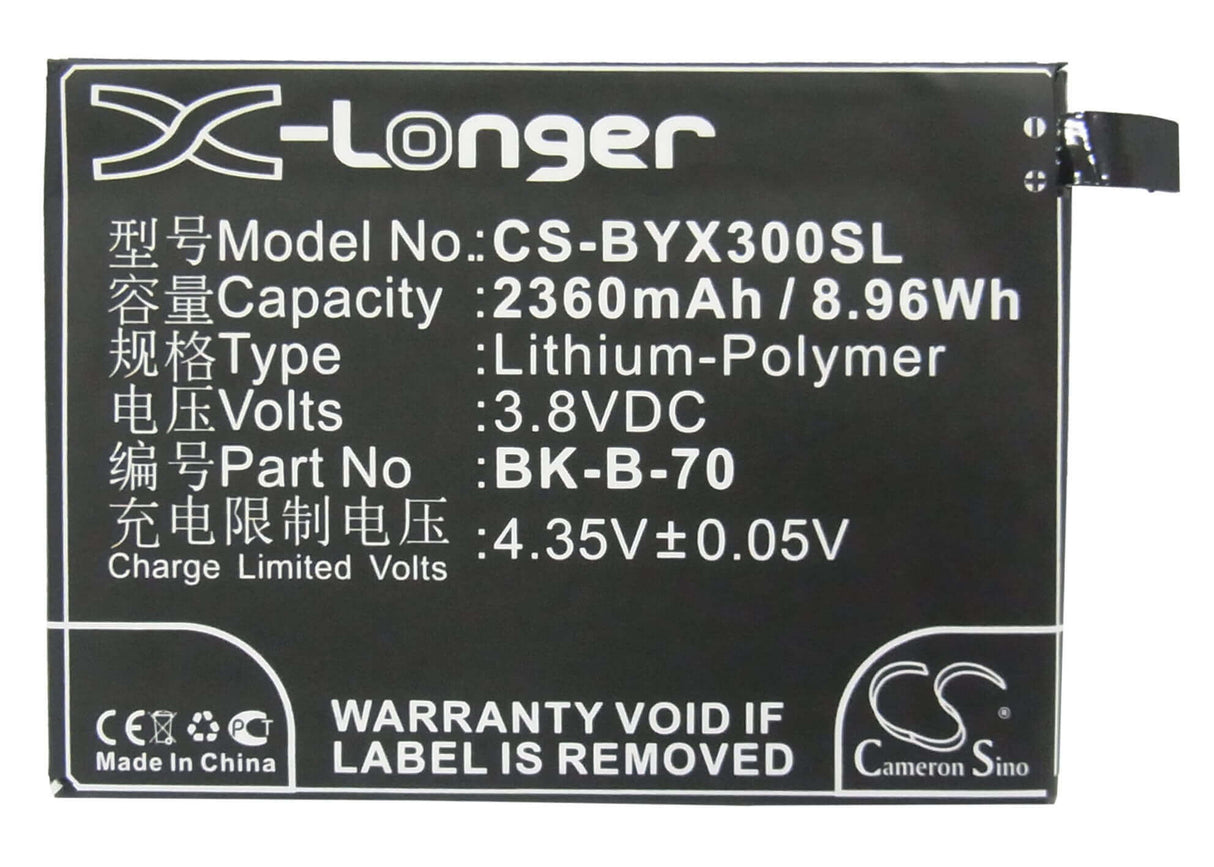 X-Longer
型号Model No.:CS-BYX300SL
容量Capacity :2360mAh / 8.96Wh
规格Type :Lithium-Polymer
电压Volts :3.8VDC
编号Part No :BK-B-70
充电限制电压 :4.35V±0.05V
Charge Limited Volts
CE PCT
Made In China
WARRANTY VOID IF
LABEL IS REMOVED
CS ®
Cameron Sino